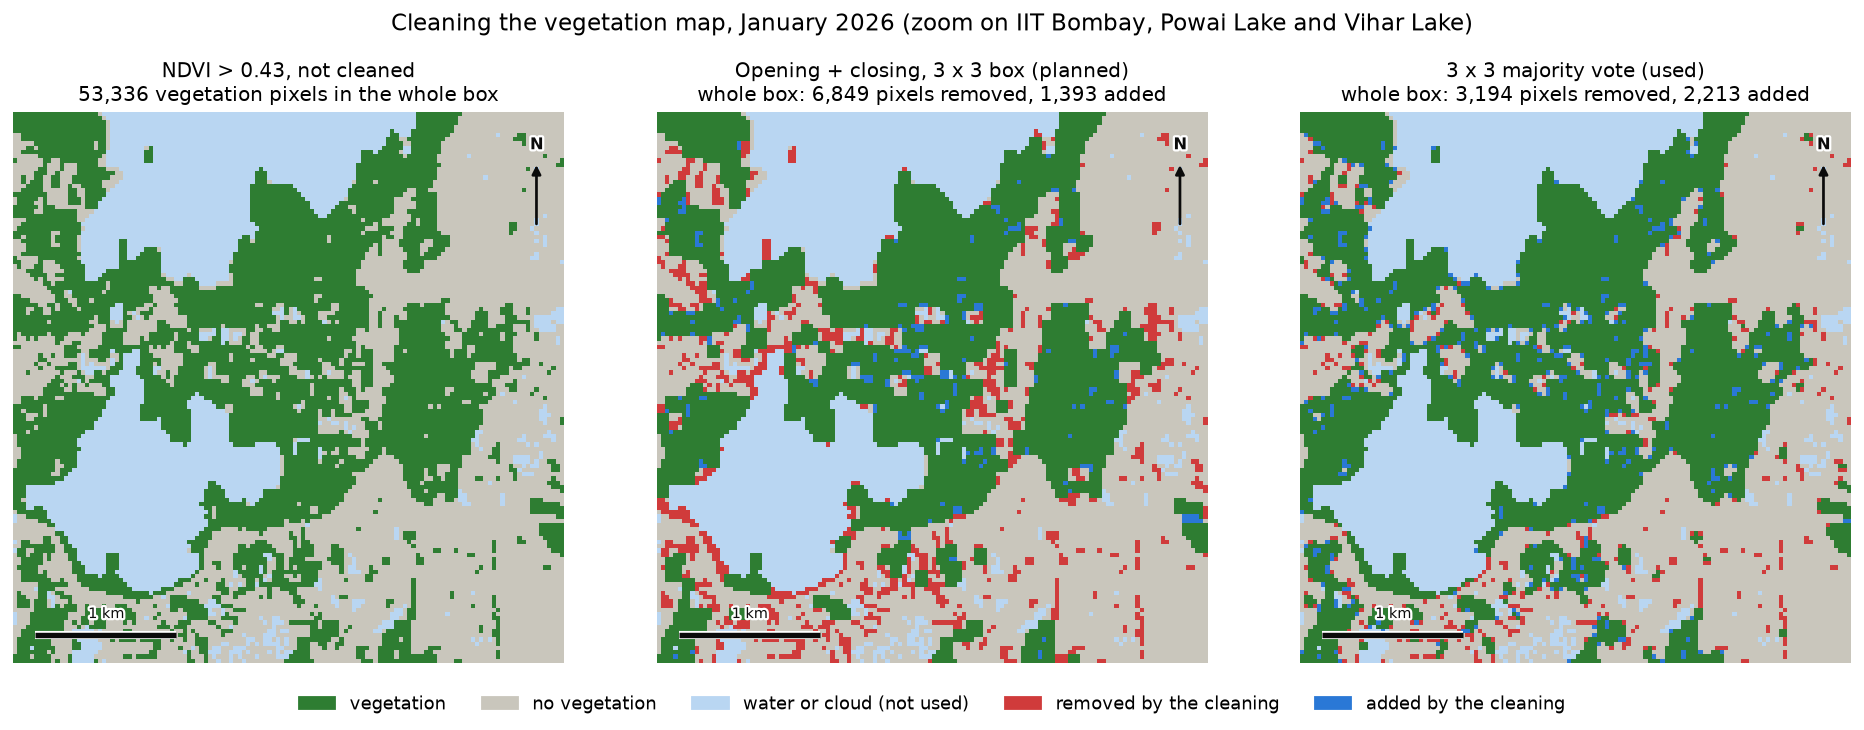 Cleaning the vegetation map, January 2026 (zoom on IIT Bombay, Powai Lake and Vihar Lake)
NDVI > 0.43, not cleaned
53,336 vegetation pixels in the whole box
Opening + closing, 3 x 3 box (planned)
whole box: 6,849 pixels removed, 1,393 added
3 x 3 majority vote (used)
whole box: 3,194 pixels removed, 2,213 added
N
N
N
1 km
1 km
1 km
vegetation
no vegetation
water or cloud (not used)
removed by the cleaning
added by the cleaning